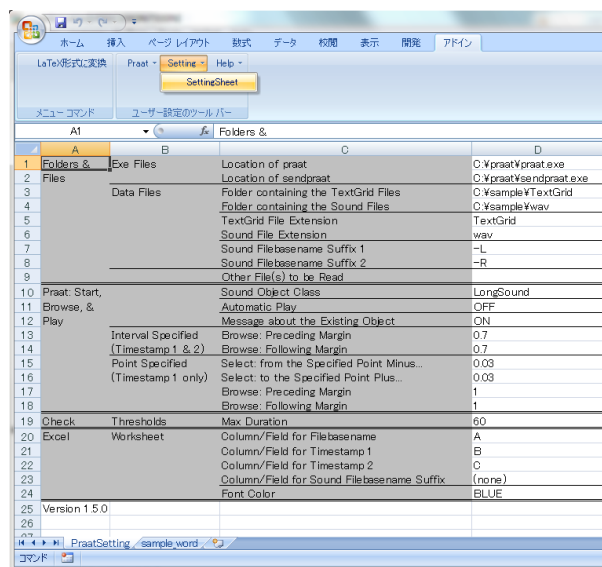 ホーム 挿入 ページ レイアウト 数式 データ 校閲 表示 開発 アドイン
LaTeX形式に変換 Praat Setting Help
SettingSheet
メニュー コマンド ユーザー設定のツール バー
A1 fx Folders &
A B C D
1 Folders & Exe Files Location of praat C:¥praat¥praat.exe
2 Files Location of sendpraat C:¥praat¥sendpraat.exe
3 Data Files Folder containing the TextGrid Files C:¥sample¥TextGrid
4 Folder containing the Sound Files C:¥sample¥wav
5 TextGrid File Extension TextGrid
6 Sound File Extension wav
7 Sound Filebasename Suffix 1 -L
8 Sound Filebasename Suffix 2 -R
9 Other File(s) to be Read
10 Praat: Start, Sound Object Class LongSound
11 Browse, & Automatic Play OFF
12 Play Message about the Existing Object ON
13 Interval Specified Browse: Preceding Margin 0.7
14 (Timestamp1 & 2) Browse: Following Margin 0.7
15 Point Specified Select: from the Specified Point Minus... 0.03
16 (Timestamp1 only) Select: to the Specified Point Plus... 0.03
17 Browse: Preceding Margin 1
18 Browse: Following Margin 1
19 Check Thresholds Max Duration 60
20 Excel Worksheet Column/Field for Filebasename A
21 Column/Field for Timestamp1 B
22 Column/Field for Timestamp2 C
23 Column/Field for Sound Filebasename Suffix (none)
24 Font Color BLUE
25 Version 1.5.0
26
27
PraatSetting sample_word
コマンド